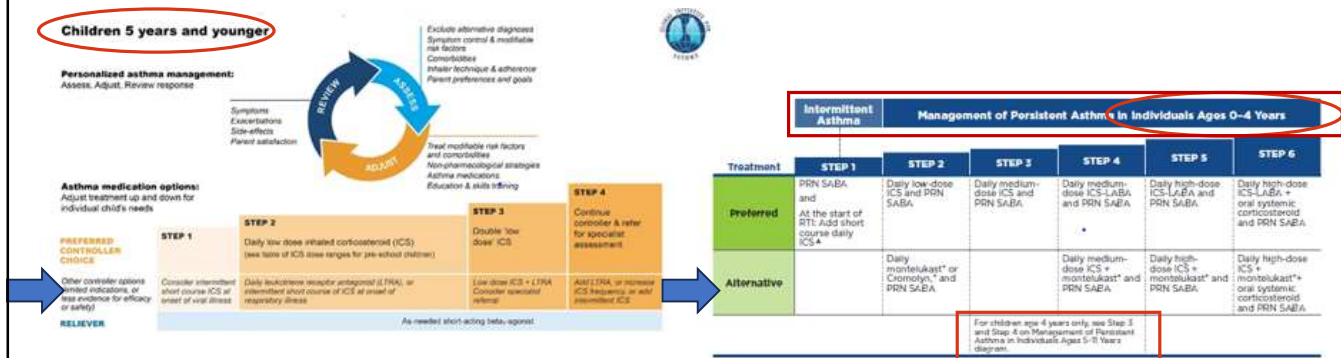 Children 5 years and younger
Personalized asthma management:
Assess, Adjust, Review response
Exclude alternative diagnoses
Symptom control & modifiable
risk factors
Comorbidities
Inhaler technique & adherence
Parent preferences and goals
REVIEW
ASSESS
ADJUST
Symptoms
Exacerbations
Side-effects
Parent satisfaction
Treat modifiable risk factors
and comorbidities
Non-pharmacological strategies
Asthma medications
Education & skills training
Asthma medication options:
Adjust treatment up and down for
individual child's needs
PREFERRED
CONTROLLER
CHOICE
STEP 1
STEP 2
Daily low dose inhaled corticosteroid (ICS)
(see table of ICS dose ranges for pre-school children)
STEP 3
Double 'low
dose' ICS
STEP 4
Continue
controller & refer
for specialist
assessment
Other controller options
(limited indications, or
less evidence for efficacy
or safety)
Consider intermittent
short course ICS at
onset of viral illness
Daily leukotriene receptor antagonist (LTRA), or
intermittent short course of ICS at onset of
respiratory illness
Low dose ICS + LTRA
Consider specialist
referral
Add LTRA, or increase
ICS frequency, or add
intermittent ICS
RELIEVER
As-needed short-acting beta₂-agonist
Intermittent
Asthma
Management of Persistent Asthma in Individuals Ages 0–4 Years
Treatment
STEP 1
STEP 2
STEP 3
STEP 4
STEP 5
STEP 6
Preferred
PRN SABA
and
At the start of
RTI: Add short
course daily
ICS▲
Daily low-dose
ICS and PRN
SABA
Daily medium-
dose ICS and PRN
SABA
Daily medium-
dose ICS-LABA
and PRN SABA
Daily high-dose
ICS-LABA and
PRN SABA
Daily high-dose
ICS-LABA +
oral systemic
corticosteroid
and PRN SABA
Alternative
Daily
montelukast* or
Cromolyn,* and
PRN SABA
Daily medium-
dose ICS +
montelukast* and
PRN SABA
Daily high-
dose ICS +
montelukast* and
PRN SABA
Daily high-dose
ICS +
montelukast*+
oral systemic
corticosteroid
and PRN SABA
For children age 4 years only, see Step 3
and Step 4 on Management of Persistent
Asthma in Individuals Ages 5–11 Years
diagram.